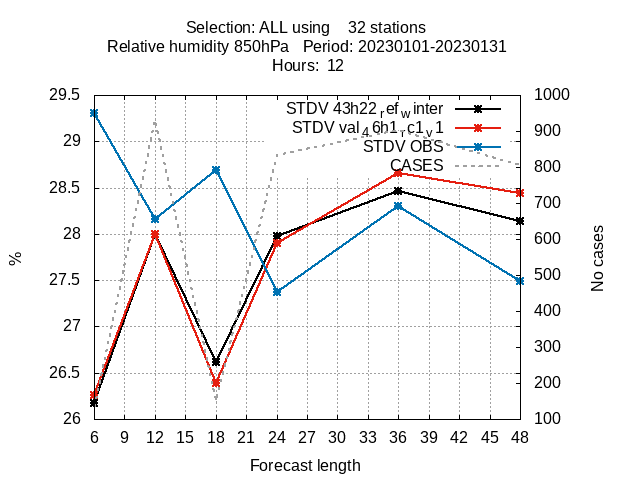 Selection: ALL using 32 stations
Relative humidity 850hPa Period: 20230101-20230131
Hours: 12
STDV 43h22_ref_winter
STDV val_4.6h1_rc1_v1
STDV OBS
CASES
29.5
29
28.5
28
27.5
27
26.5
26
%
1000
900
800
700
600
500
400
300
200
100
No cases
6 9 12 15 18 21 24 27 30 33 36 39 42 45 48
Forecast length